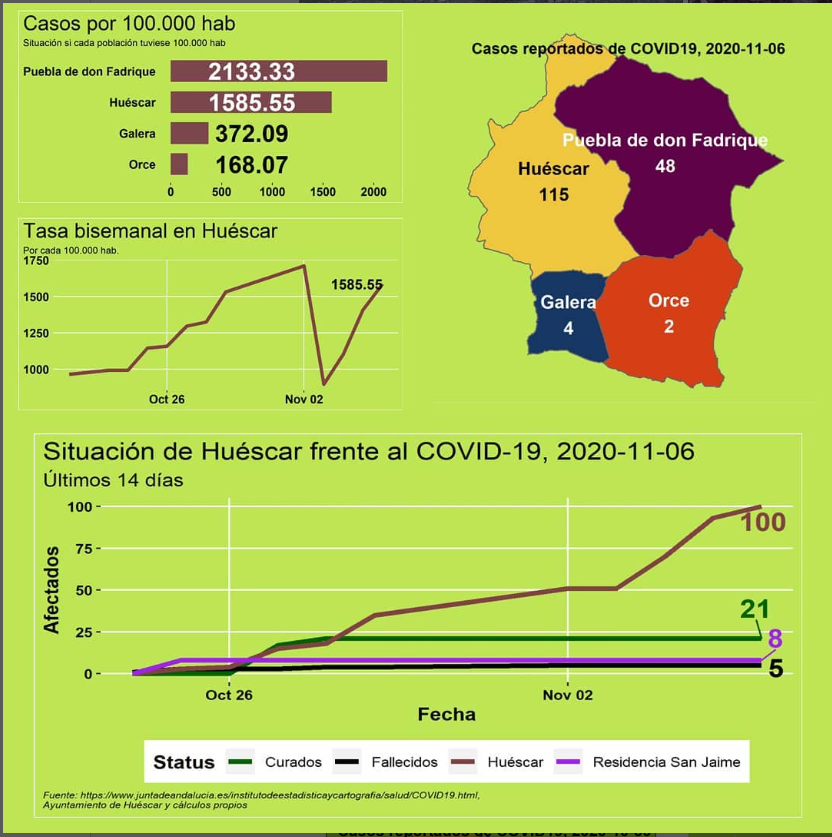 Casos por 100.000 hab
Situación si cada población tuviese 100.000 hab
Puebla de don Fadrique
2133.33
Huéscar
1585.55
Galera
372.09
Orce
168.07
0 500 1000 1500 2000
Casos reportados de COVID19, 2020-11-06
Puebla de don Fadrique
48
Huéscar
115
Galera
4
Orce
2
Tasa bisemanal en Huéscar
Por cada 100.000 hab.
1750
1500
1250
1000
1585.55
Oct 26 Nov 02
Situación de Huéscar frente al COVID-19, 2020-11-06
Últimos 14 días
Afectados
100
75
50
25
0
100
21
8
5
Oct 26 Nov 02
Fecha
Status Curados Fallecidos Huéscar Residencia San Jaime
Fuente: https://www.juntadeandalucia.es/institutodeestadisticaycartografia/salud/COVID19.html,
Ayuntamiento de Huéscar y cálculos propios